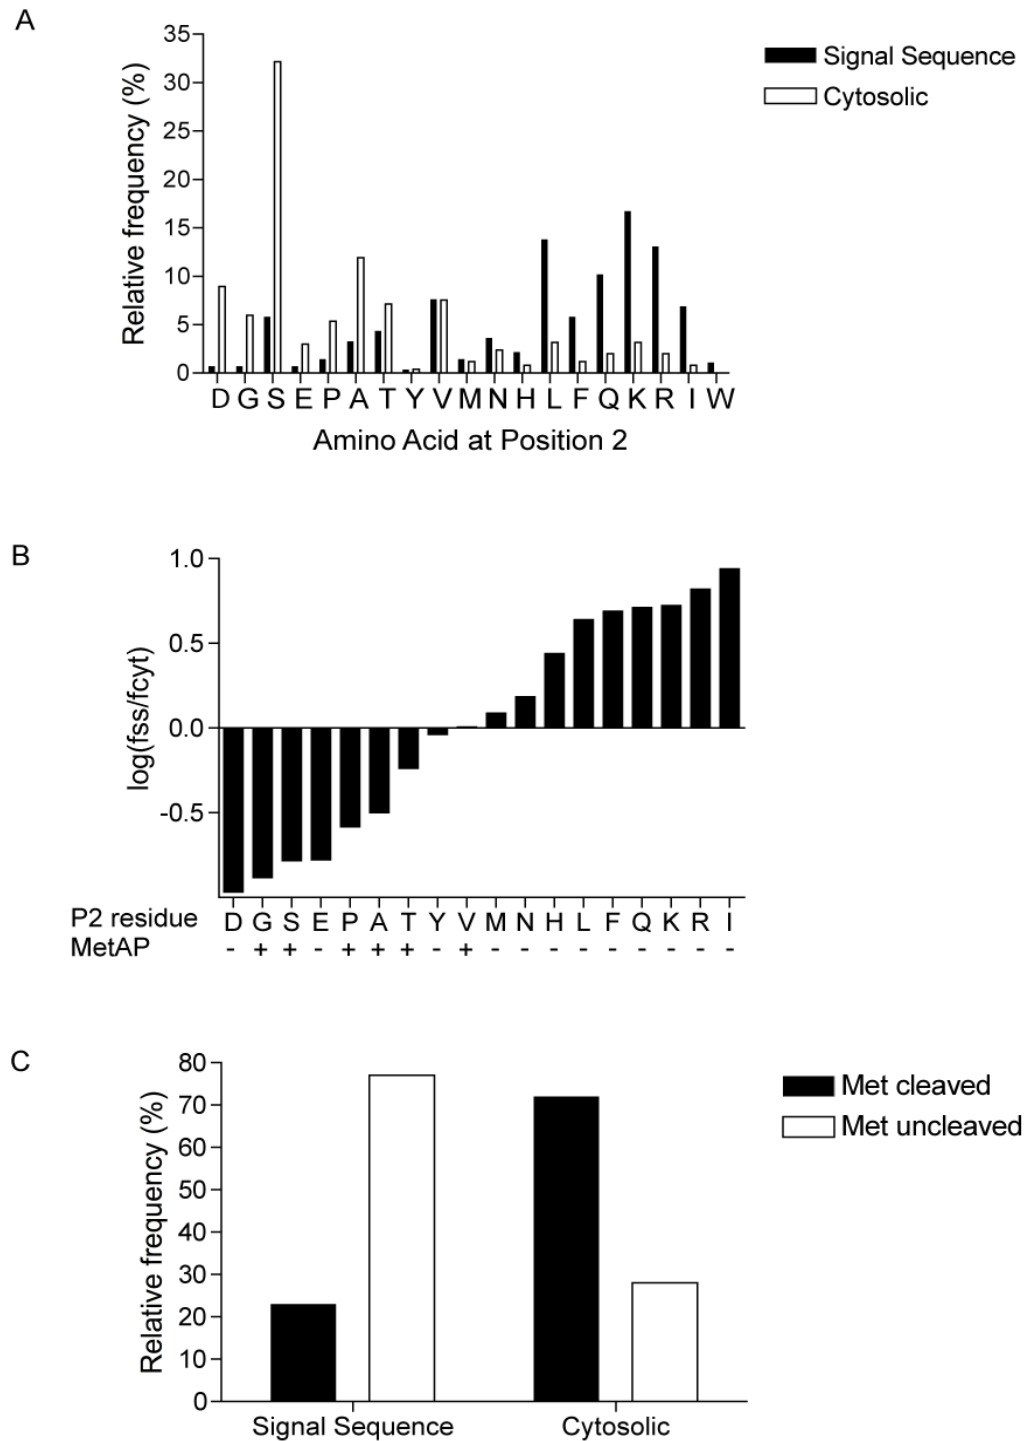 A
35
30
25
20
15
10
5
0
Relative frequency (%)
Signal Sequence
Cytosolic
D G S E P A T Y V M N H L F Q K R I W
Amino Acid at Position 2
B
1.0
0.5
0.0
-0.5
log(fss/fcyt)
P2 residue D G S E P A T Y V M N H L F Q K R I
MetAP - + + - + + + - + - - - - - - - - -
C
80
70
60
50
40
30
20
10
0
Relative frequency (%)
Met cleaved
Met uncleaved
Signal Sequence Cytosolic